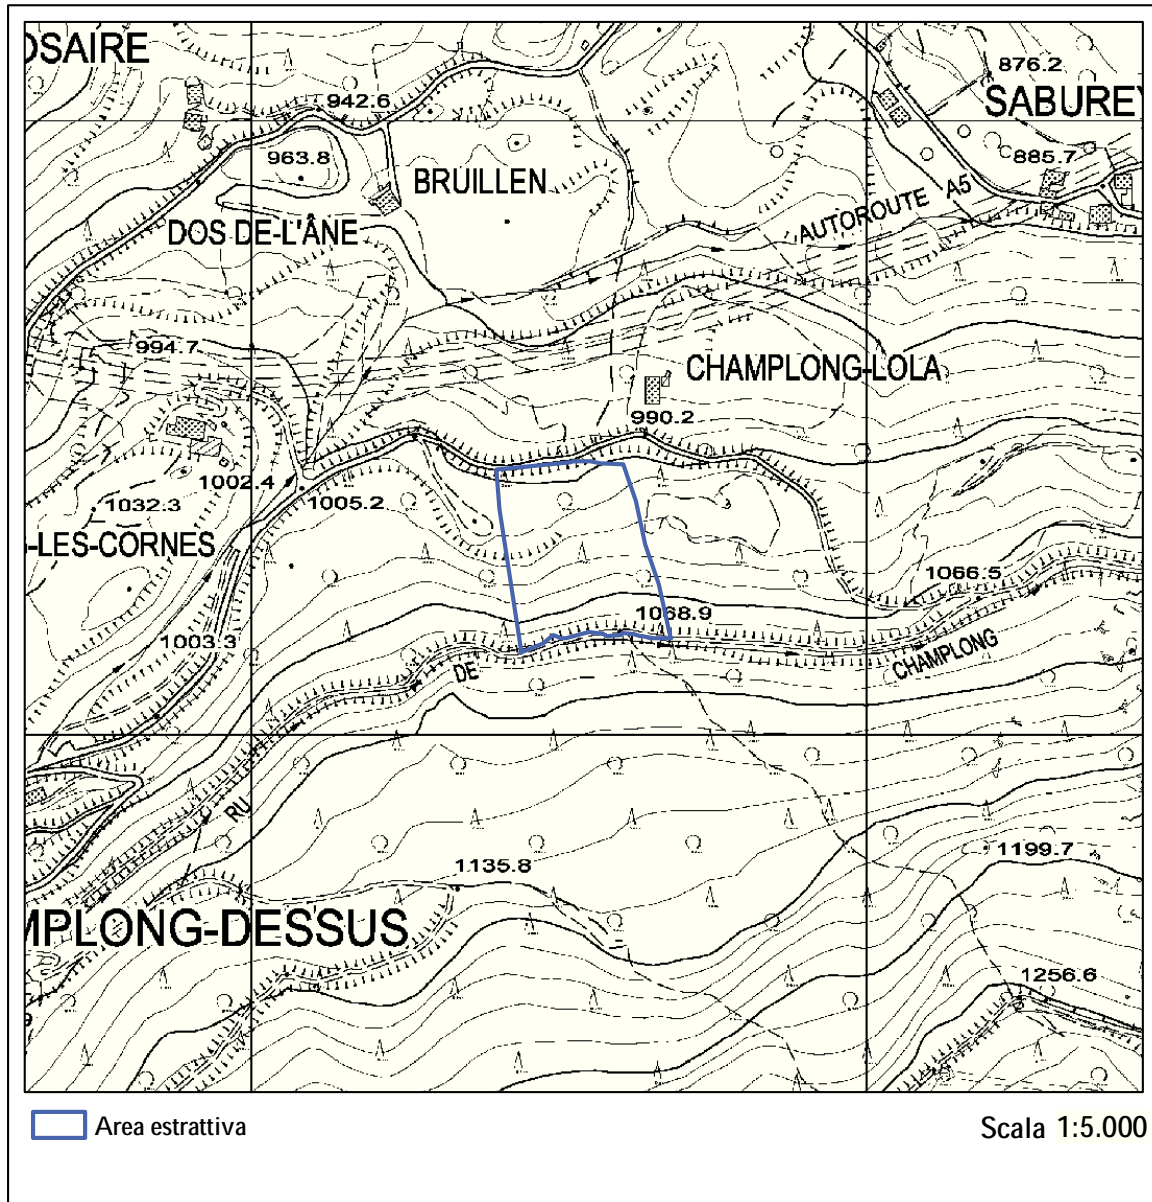 OSAIRE
876.2
SABUREY
942.6
963.8
885.7
BRUILLEN
AUTOROUTE A5
DOS DE-L'ÂNE
994.7
CHAMPLONG-LOLA
990.2
1002.4
1005.2
1032.3
-LES-CORNES
1066.5
1068.9
1003.3
RU DE CHAMPLONG
1135.8
1199.7
MPLONG-DESSUS
1256.6
Area estrattiva
Scala 1:5.000